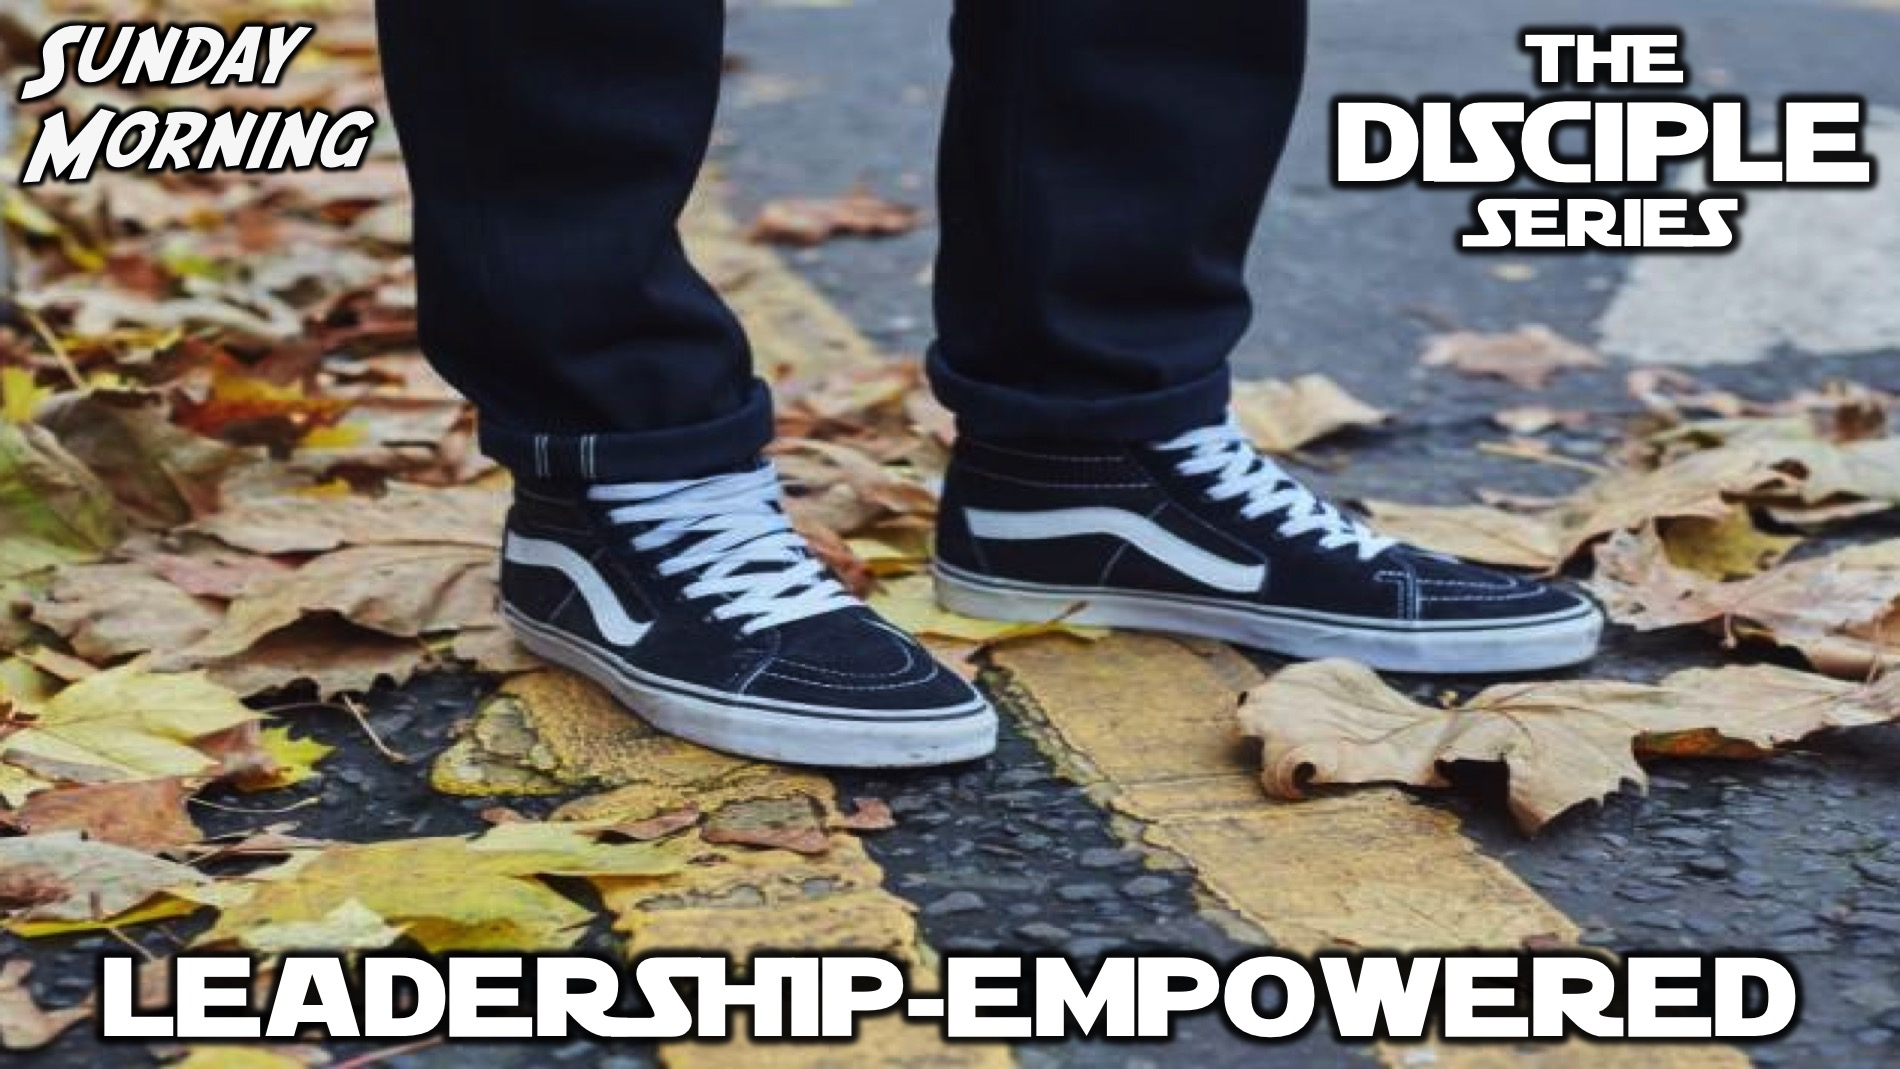 SUNDAY
MORNING
THE
DISCIPLE
SERIES
LEADERSHIP-EMPOWERED